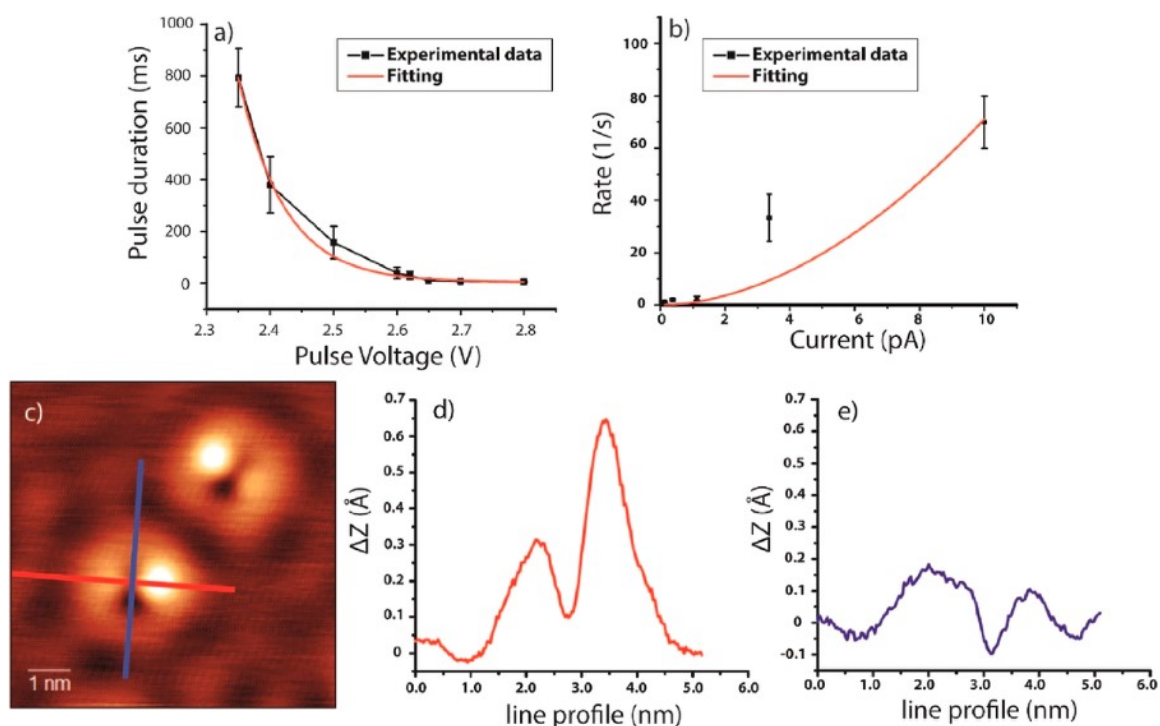 a)
1000
800
600
400
200
0
Pulse duration (ms)
Experimental data
Fitting
2.3 2.4 2.5 2.6 2.7 2.8
Pulse Voltage (V)
b)
100
80
60
40
20
0
Rate (1/s)
Experimental data
Fitting
0 2 4 6 8 10
Current (pA)
c)
1 nm
d)
0.7
0.6
0.5
0.4
0.3
0.2
0.1
0
ΔZ (Å)
0.0 1.0 2.0 3.0 4.0 5.0 6.0
line profile (nm)
e)
0.7
0.6
0.5
0.4
0.3
0.2
0.1
0
-0.1
ΔZ (Å)
0.0 1.0 2.0 3.0 4.0 5.0 6.0
line profile (nm)